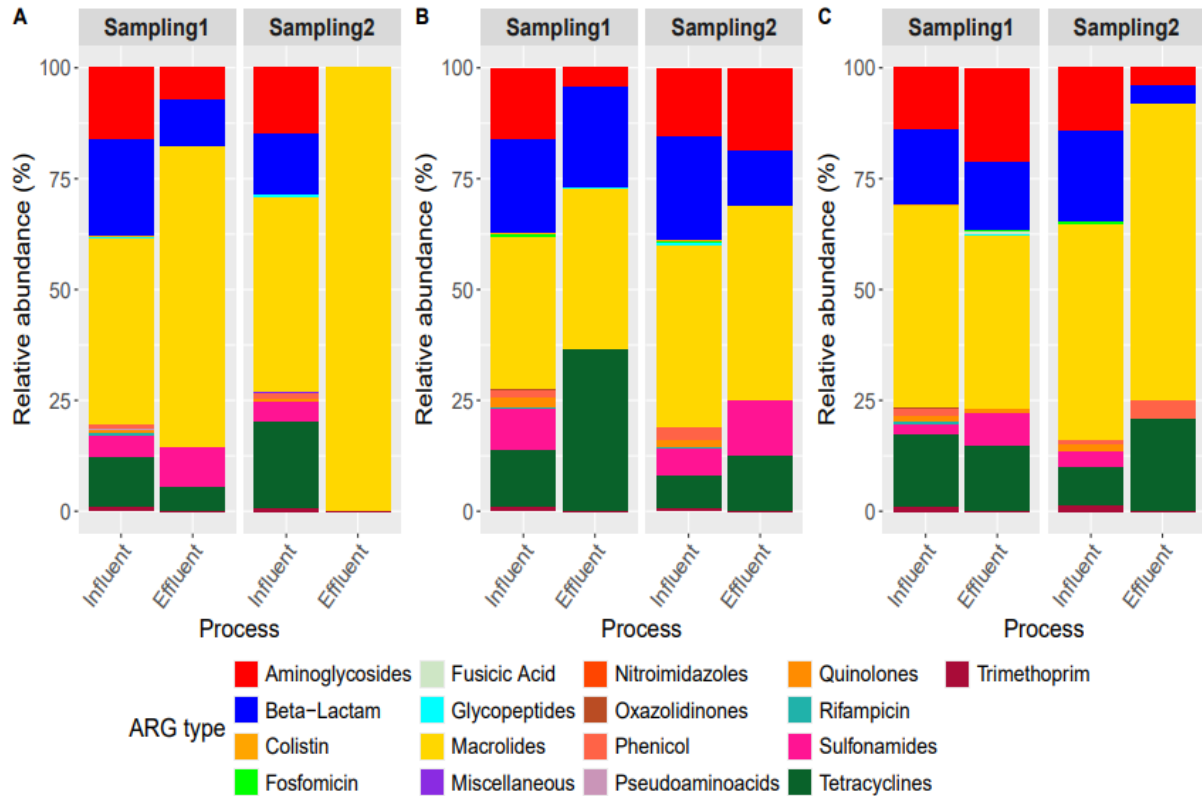 A Sampling1 Sampling2 B Sampling1 Sampling2 C Sampling1 Sampling2
Relative abundance (%) Relative abundance (%) Relative abundance (%)
100 100 100
75 75 75
50 50 50
25 25 25
0 0 0
Influent Effluent Influent Effluent Influent Effluent Influent Effluent Influent Effluent Influent Effluent
Process Process Process
ARG type
Aminoglycosides Fusicic Acid Nitroimidazoles Quinolones Trimethoprim
Beta−Lactam Glycopeptides Oxazolidinones Rifampicin
Colistin Macrolides Phenicol Sulfonamides
Fosfomicin Miscellaneous Pseudoaminoacids Tetracyclines